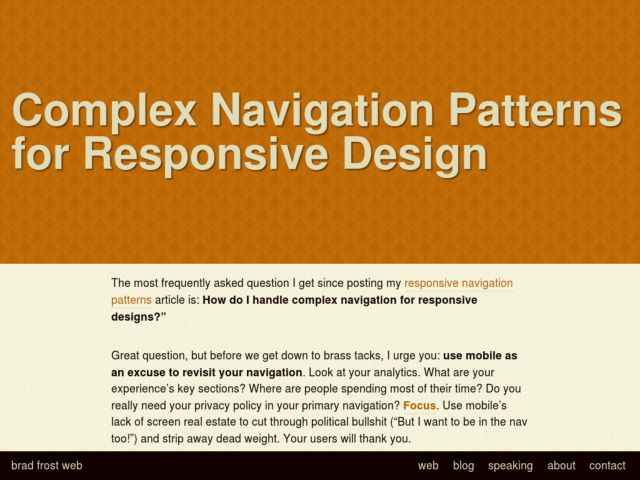 Complex Navigation Patterns
for Responsive Design
The most frequently asked question I get since posting my responsive navigation
patterns article is: How do I handle complex navigation for responsive
designs?”
Great question, but before we get down to brass tacks, I urge you: use mobile as
an excuse to revisit your navigation. Look at your analytics. What are your
experience’s key sections? Where are people spending most of their time? Do you
really need your privacy policy in your primary navigation? Focus. Use mobile’s
lack of screen real estate to cut through political bullshit (“But I want to be in the nav
too!”) and strip away dead weight. Your users will thank you.
brad frost web web blog speaking about contact